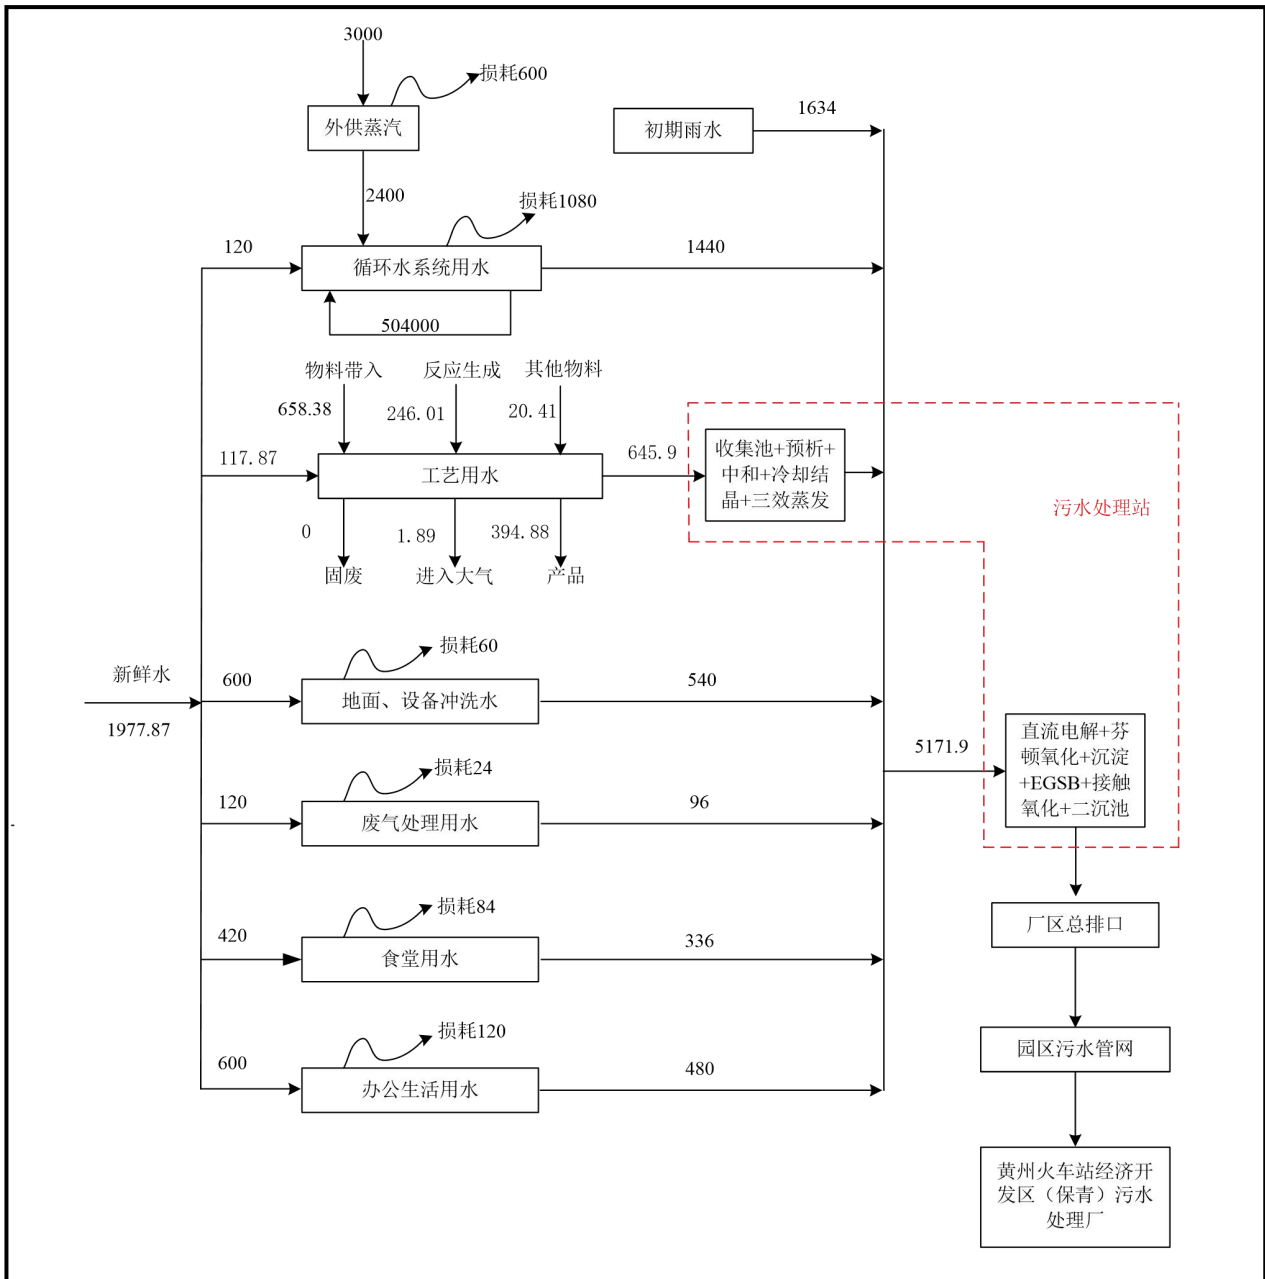 3000
损耗600
外供蒸汽
初期雨水
1634
2400
损耗1080
120
循环水系统用水
1440
504000
物料带入
反应生成
其他物料
658.38
246.01
20.41
117.87
工艺用水
645.9
收集池+预析+
中和+冷却结
晶+三效蒸发
污水处理站
0
1.89
394.88
固废
进入大气
产品
新鲜水
1977.87
600
损耗60
地面、设备冲洗水
540
5171.9
直流电解+芬
顿氧化+沉淀
+EGSB+接触
氧化+二沉池
120
损耗24
废气处理用水
96
420
损耗84
食堂用水
336
厂区总排口
600
损耗120
办公生活用水
480
园区污水管网
黄州火车站经济开
发区（保青）污水
处理厂